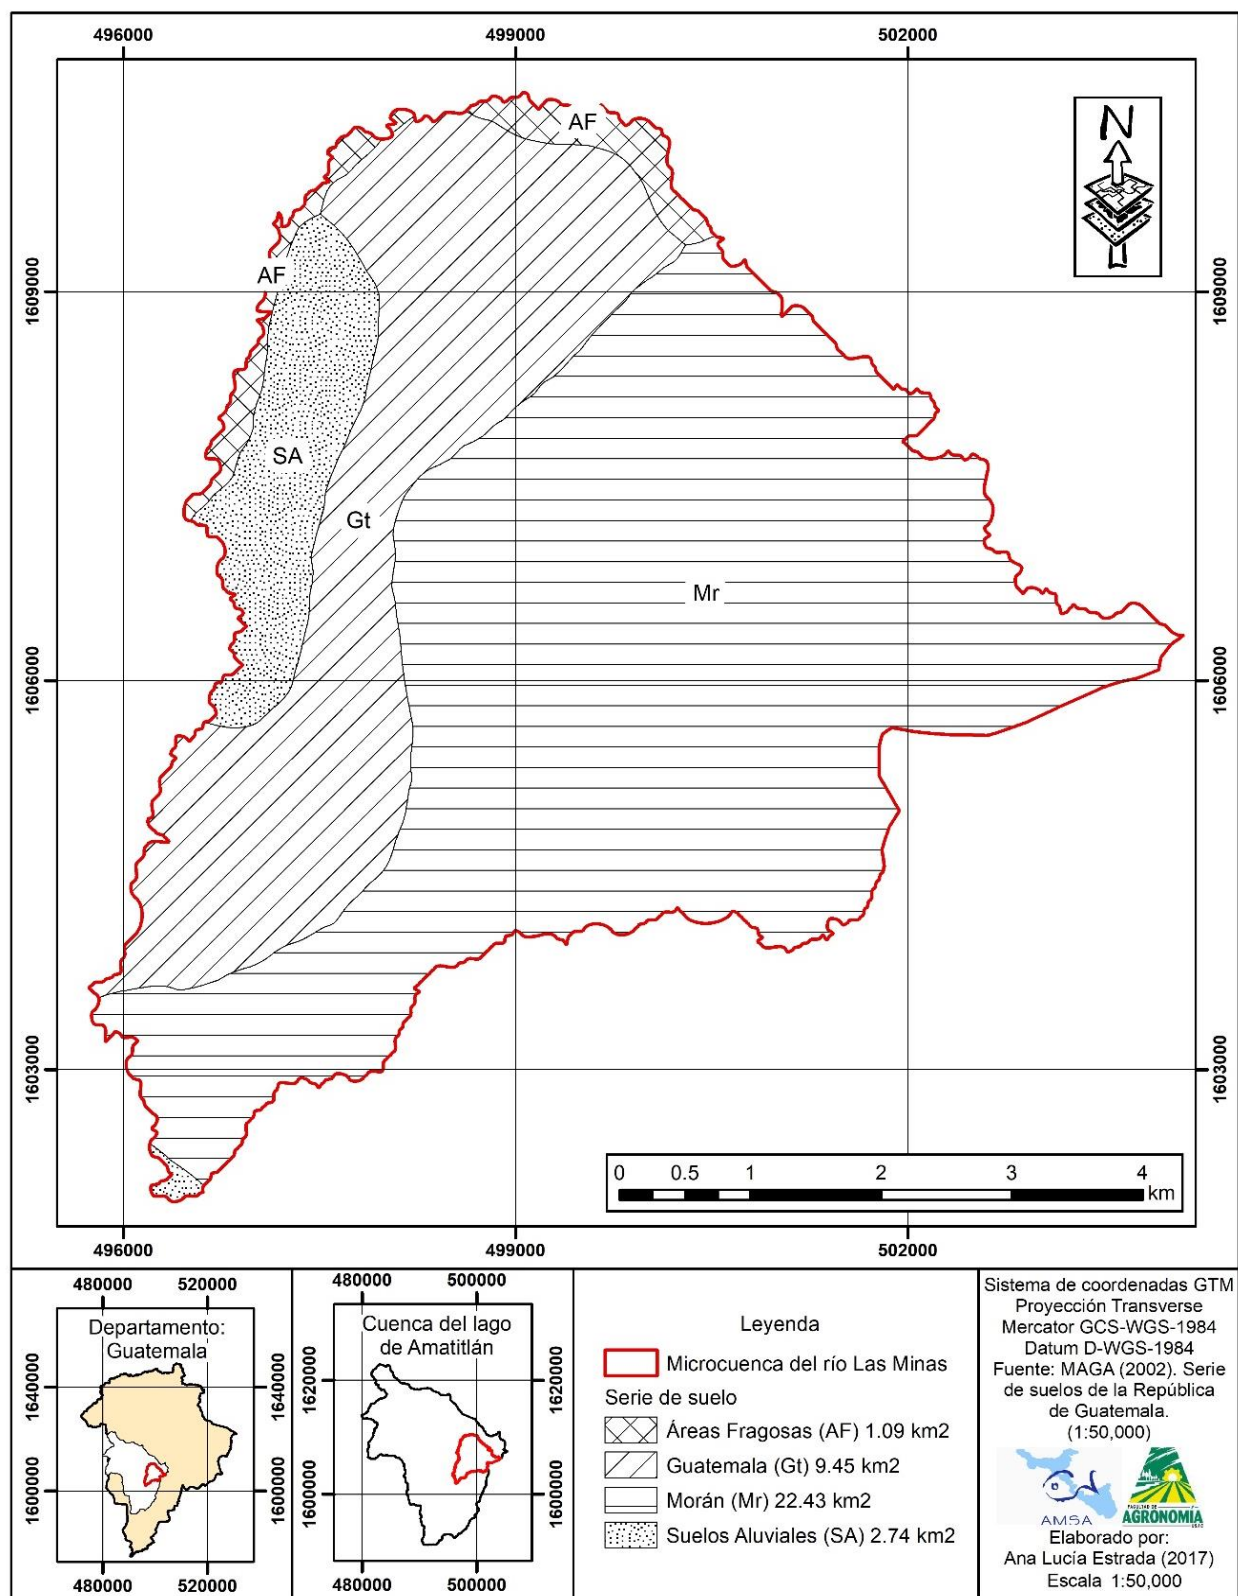 496000
499000
502000
1609000
1609000
1606000
1606000
1603000
1603000
N
AF
AF
SA
Gt
Mr
0
0.5
1
2
3
4
km
496000
499000
502000
480000
520000
Departamento:
Guatemala
1640000
1640000
1600000
1600000
480000
520000
480000
500000
Cuenca del lago
de Amatitlán
1620000
1620000
1600000
1600000
480000
500000
Leyenda
Microcuenca del río Las Minas
Serie de suelo
Áreas Fragosas (AF) 1.09 km2
Guatemala (Gt) 9.45 km2
Morán (Mr) 22.43 km2
Suelos Aluviales (SA) 2.74 km2
Sistema de coordenadas GTM
Proyección Transverse
Mercator GCS-WGS-1984
Datum D-WGS-1984
Fuente: MAGA (2002). Serie
de suelos de la República
de Guatemala.
(1:50,000)
AMSA
FACULTAD DE
AGRONOMIA
Elaborado por:
Ana Lucía Estrada (2017)
Escala 1:50,000